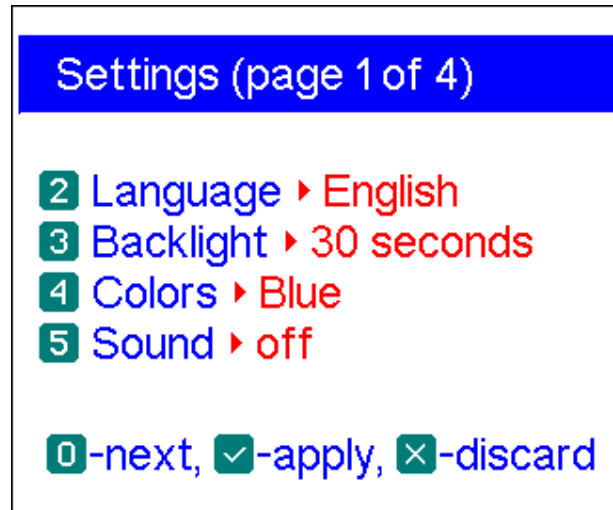 Settings (page 1 of 4)
2 Language ▸ English
3 Backlight ▸ 30 seconds
4 Colors ▸ Blue
5 Sound ▸ off
0-next, ✓-apply, ✕-discard